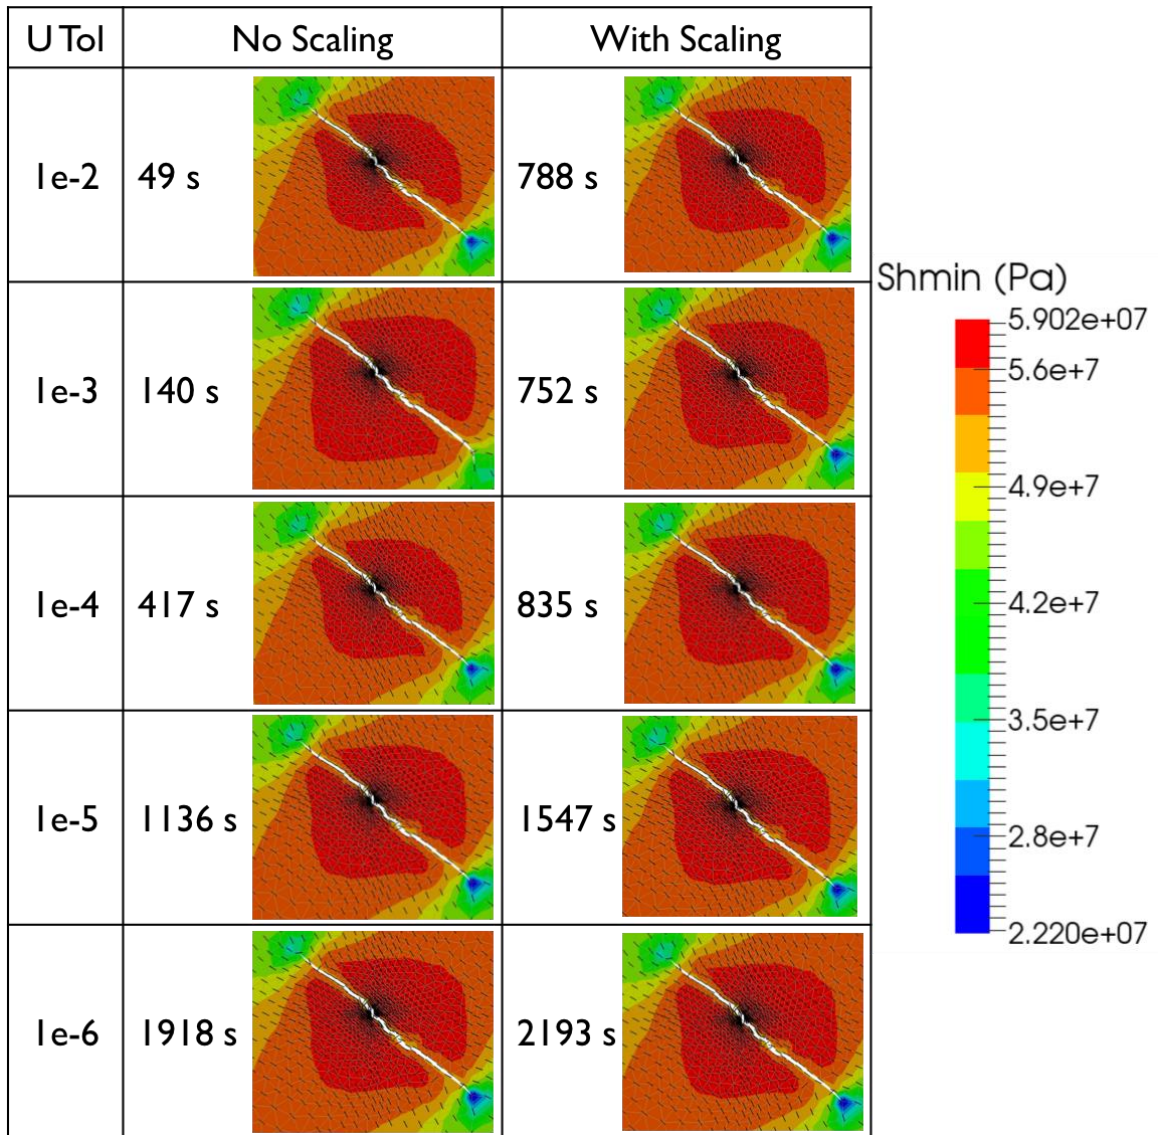 U Tol No Scaling With Scaling
1e-2 49 s 788 s
1e-3 140 s 752 s
1e-4 417 s 835 s
1e-5 1136 s 1547 s
1e-6 1918 s 2193 s
Shmin (Pa)
5.902e+07
5.6e+7
4.9e+7
4.2e+7
3.5e+7
2.8e+7
2.220e+07